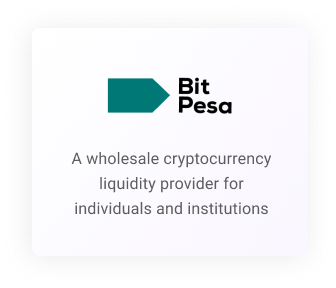 Bit
Pesa
A wholesale cryptocurrency
liquidity provider for
individuals and institutions